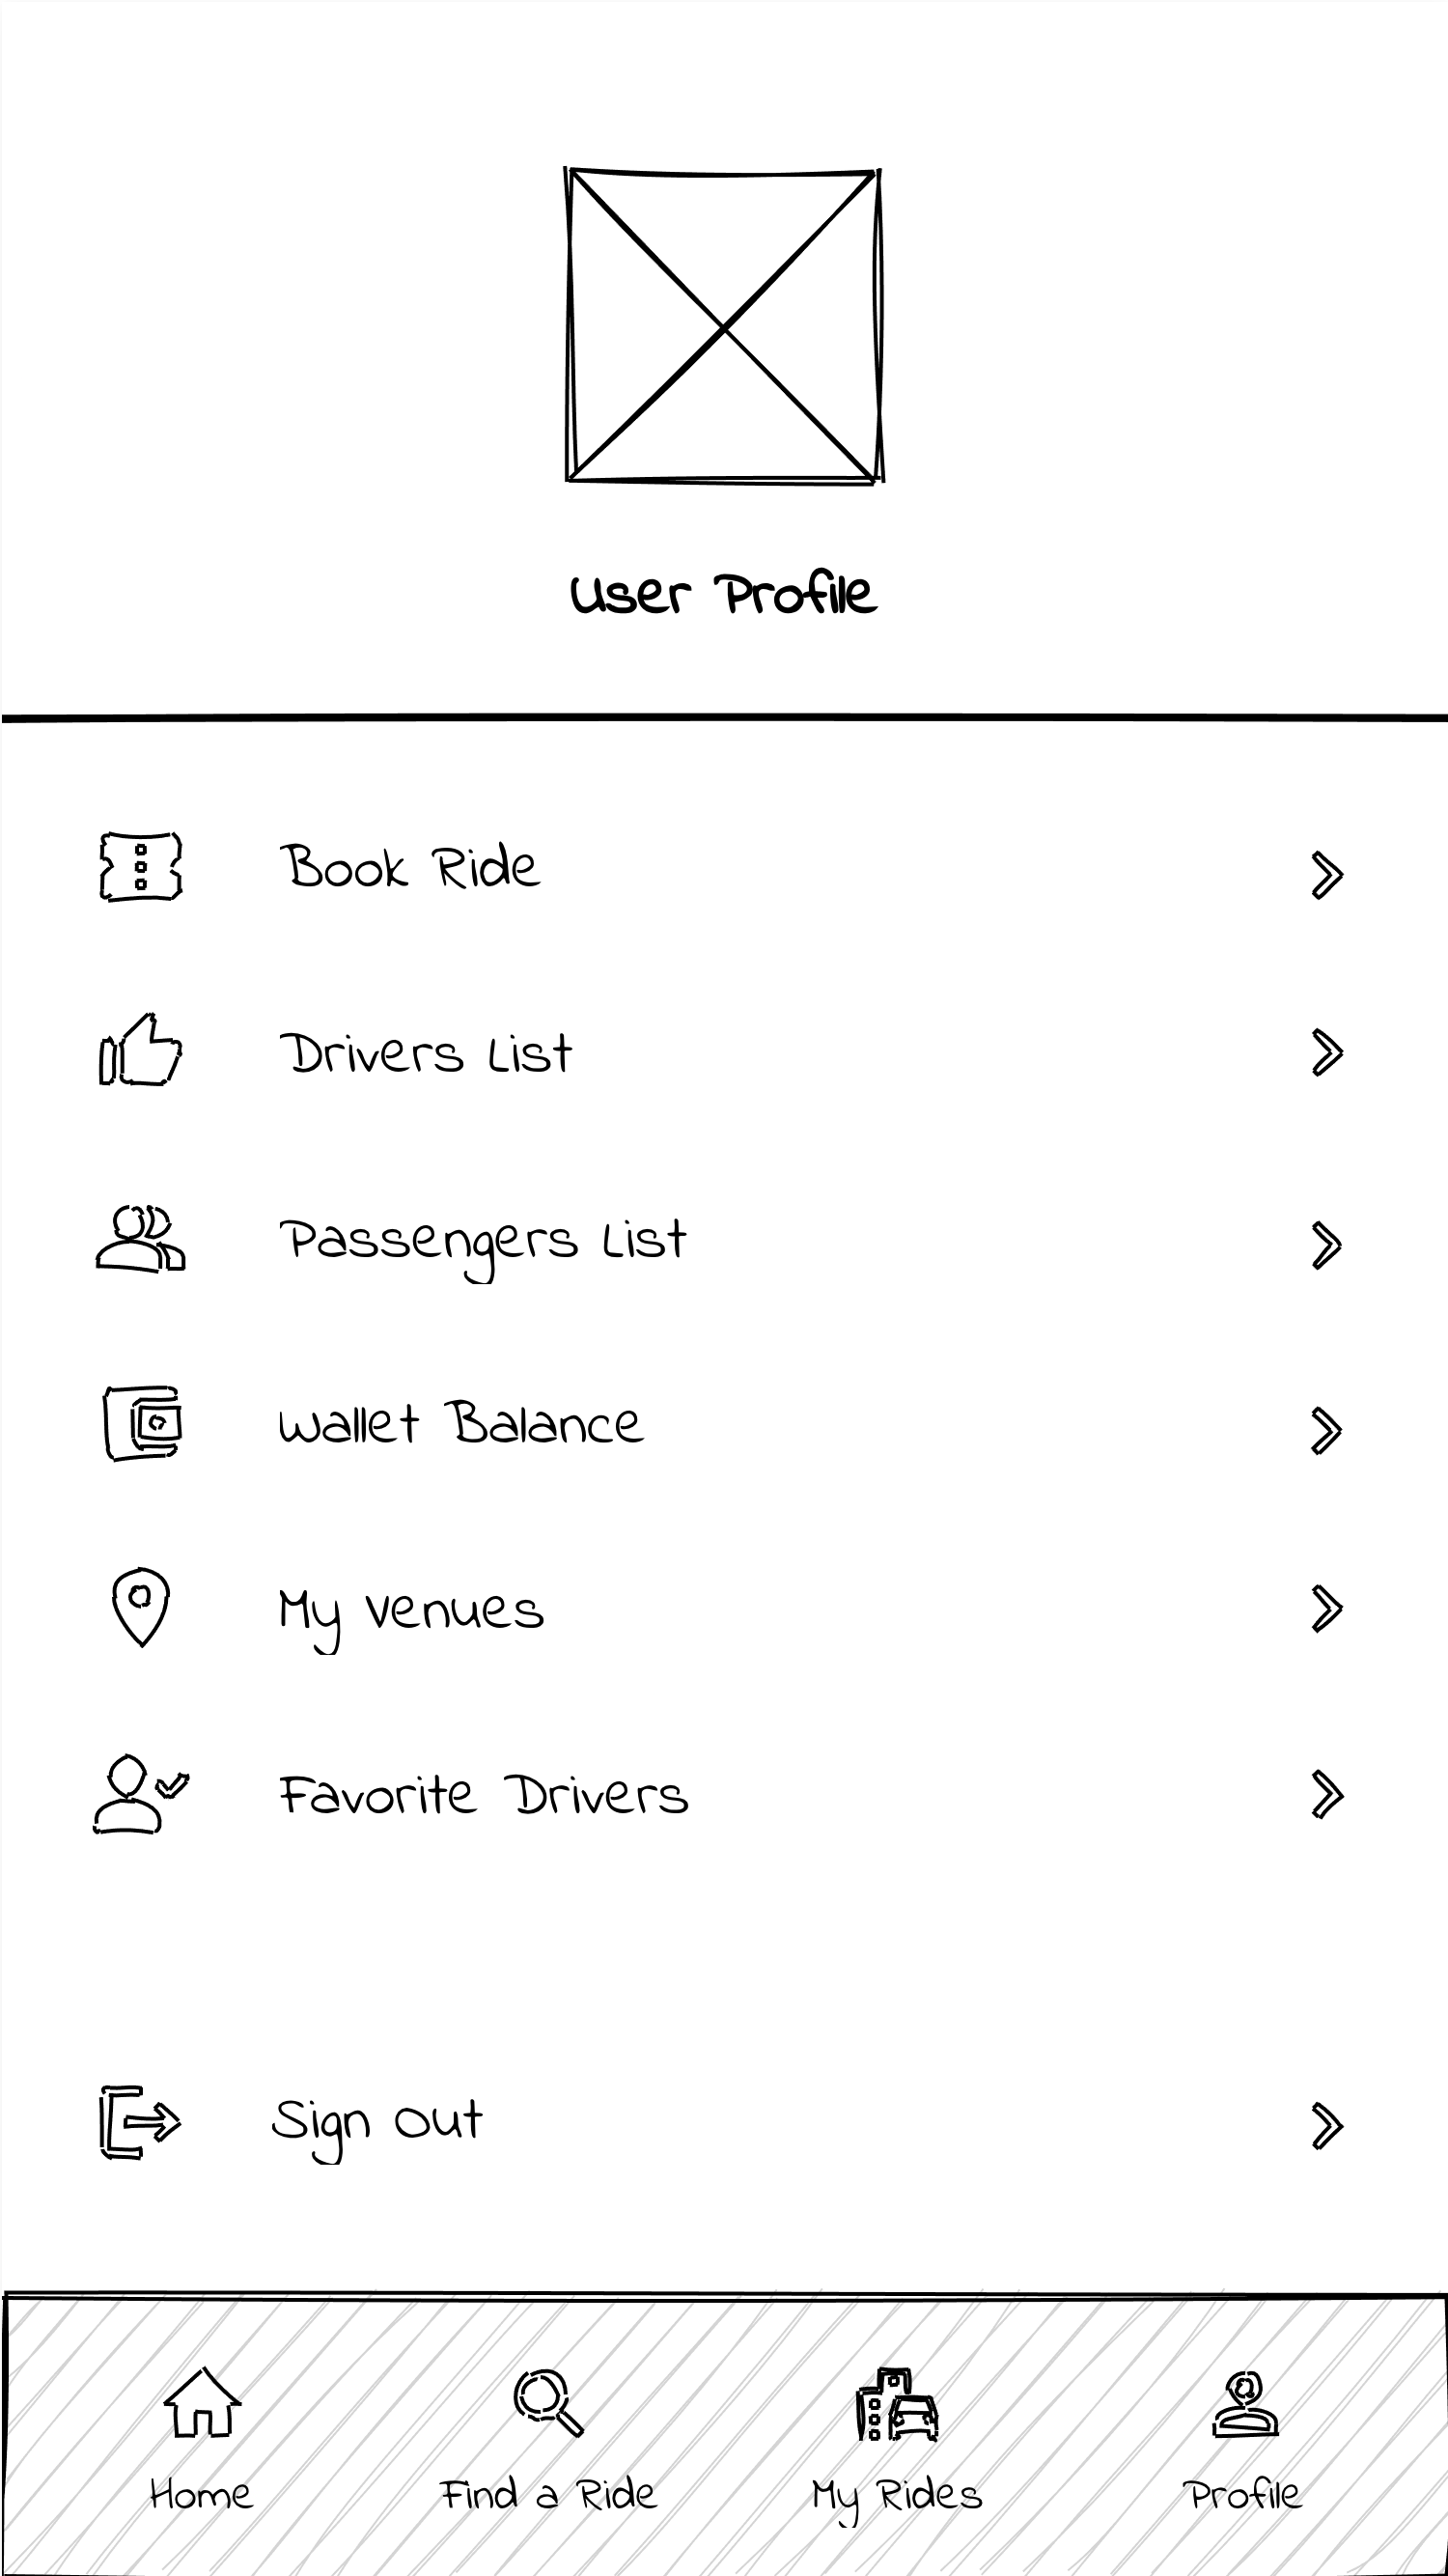 User Profile
Book Ride
Drivers List
Passengers List
Wallet Balance
My Venues
Favorite Drivers
Sign Out
Home
Find a Ride
My Rides
Profile